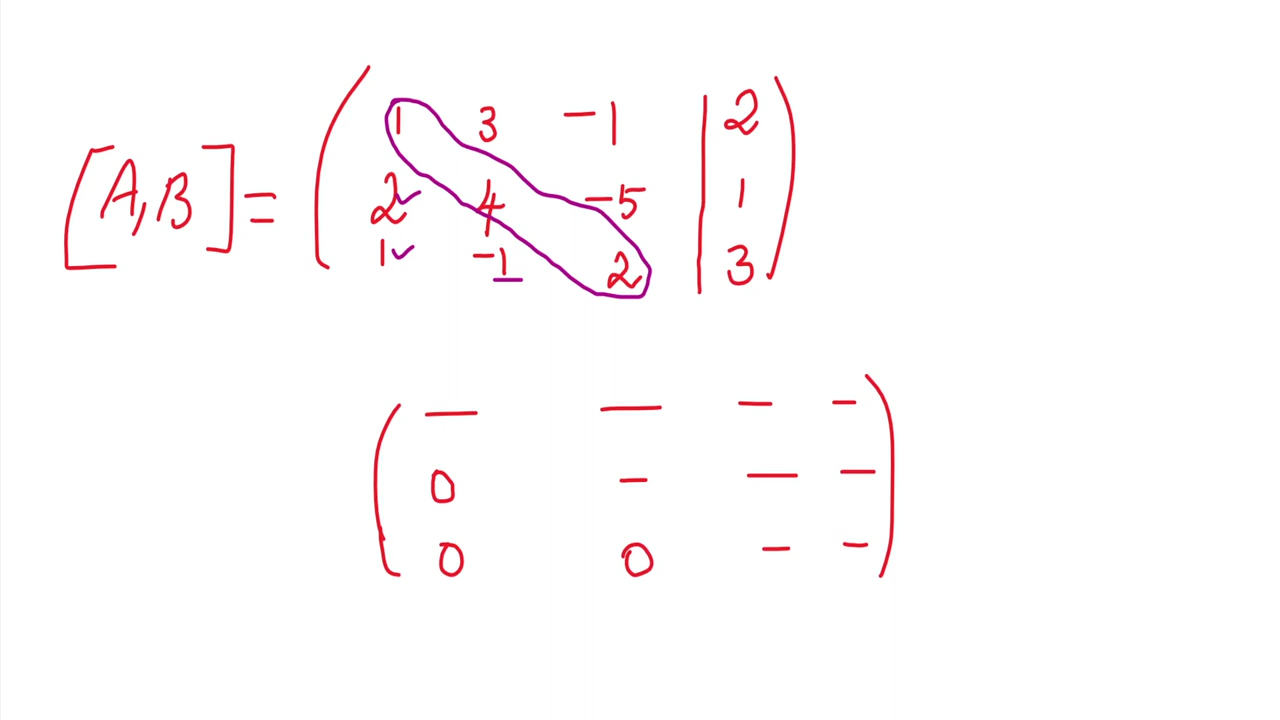 1 3 -1 | 2
[A,B] = 2 4 -5 | 1
1 -1 2 | 3
— — - -
0 - — —
0 0 - -